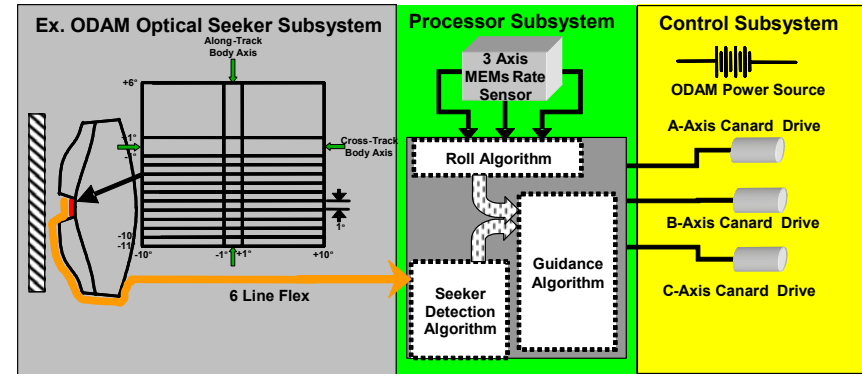 Ex. ODAM Optical Seeker Subsystem
Along-Track
Body Axis
+6°
Cross-Track
Body Axis
-10°
-11°
-10°
-1°
+1°
+10°
1°
6 Line Flex
Processor Subsystem
3 Axis
MEMs Rate
Sensor
Roll Algorithm
Seeker
Detection
Algorithm
Guidance
Algorithm
Control Subsystem
ODAM Power Source
A-Axis Canard Drive
B-Axis Canard Drive
C-Axis Canard Drive